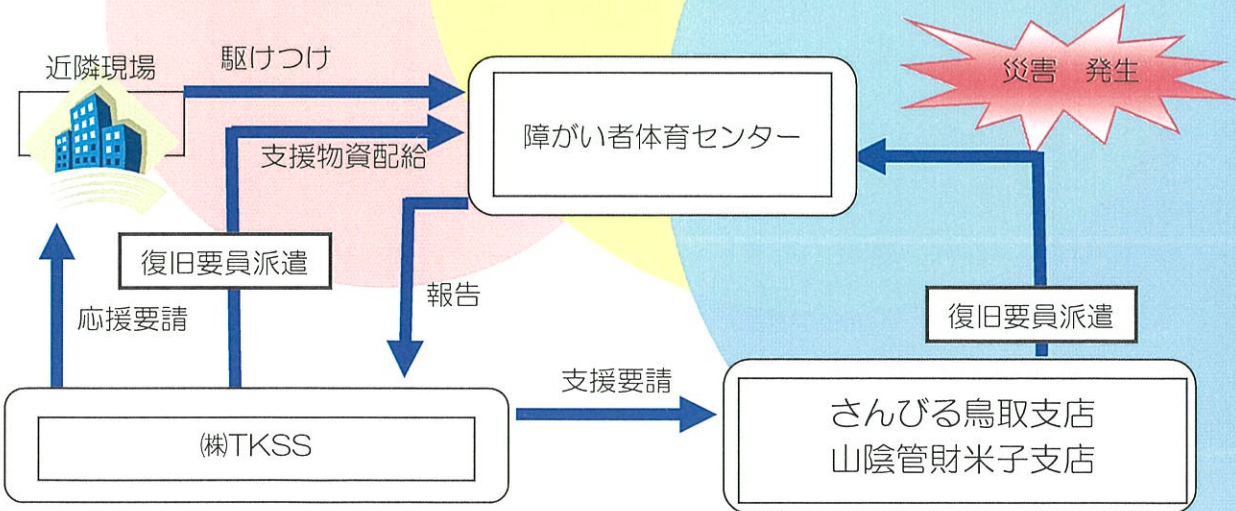 近隣現場
駆けつけ
災害　発生
障がい者体育センター
支援物資配給
復旧要員派遣
応援要請
報告
復旧要員派遣
支援要請
㈱TKSS
さんびる鳥取支店
山陰管財米子支店